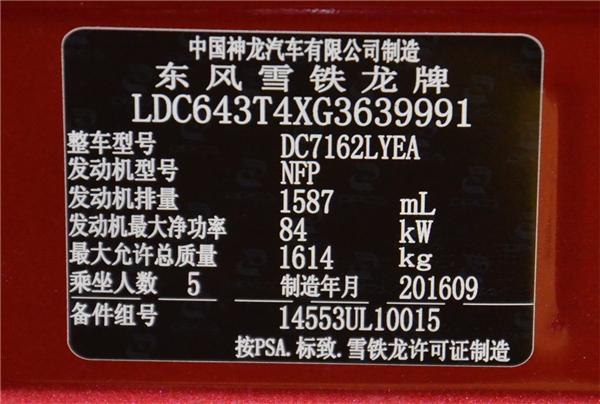 中国神龙汽车有限公司制造
东风雪铁龙牌
LDC643T4XG3639991
整车型号 DC7162LYEA
发动机型号 NFP
发动机排量 1587 mL
发动机最大净功率 84 kW
最大允许总质量 1614 kg
乘坐人数 5 制造年月 201609
备件组号 14553UL10015
按PSA.标致.雪铁龙许可证制造